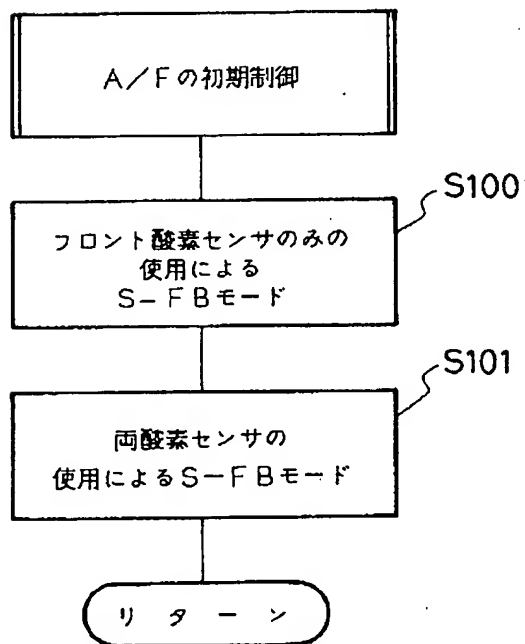 A/Fの初期制御
S100
フロント酸素センサのみの
使用による
S-FBモード
S101
両酸素センサの
使用によるS-FBモード
リターン